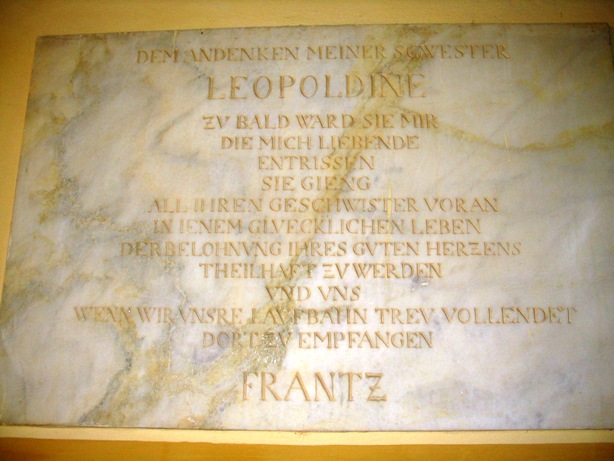 DEM ANDENKEN MEINER SCWESTER
LEOPOLDINE
ZV BALD WARD SIE MIR
DIE MICH LIEBENDE
ENTRISSEN
SIE GIENG
ALL IHREN GESCHWISTER VORAN
IN IENEM GLVECKLICHEN LEBEN
DER BELOHNVNG IHRES GVTEN HERZENS
THEILHAFT ZV WERDEN
VND VNS
WENN WIR VNSRE LAVFBAHN TREV VOLLENDET
DORT ZV EMPFANGEN
FRANTZ